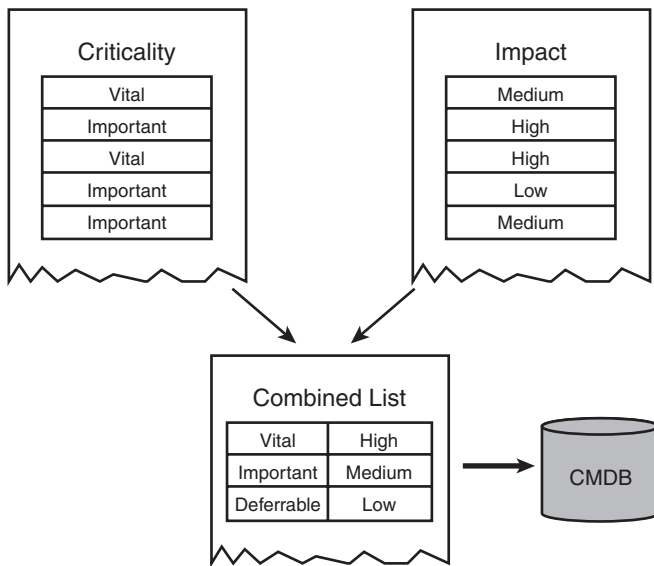 Criticality
Vital
Important
Vital
Important
Important
Impact
Medium
High
High
Low
Medium
Combined List
Vital High
Important Medium
Deferrable Low
CMDB